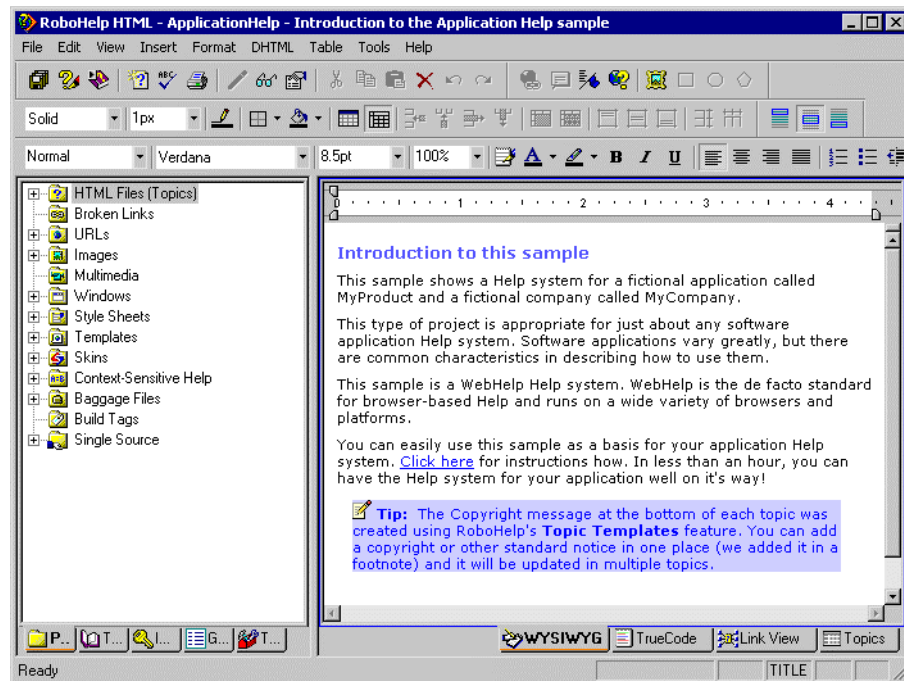 RoboHelp HTML - ApplicationHelp - Introduction to the Application Help sample
File Edit View Insert Format DHTML Table Tools Help
Solid 1px
Normal Verdana 8.5pt 100% A B I U
HTML Files (Topics)
Broken Links
URLs
Images
Multimedia
Windows
Style Sheets
Templates
Skins
Context-Sensitive Help
Baggage Files
Build Tags
Single Source
0 1 2 3 4
Introduction to this sample
This sample shows a Help system for a fictional application called
MyProduct and a fictional company called MyCompany.
This type of project is appropriate for just about any software
application Help system. Software applications vary greatly, but there
are common characteristics in describing how to use them.
This sample is a WebHelp Help system. WebHelp is the de facto standard
for browser-based Help and runs on a wide variety of browsers and
platforms.
You can easily use this sample as a basis for your application Help
system. Click here for instructions how. In less than an hour, you can
have the Help system for your application well on it's way!
Tip: The Copyright message at the bottom of each topic was
created using RoboHelp's Topic Templates feature. You can add
a copyright or other standard notice in one place (we added it in a
footnote) and it will be updated in multiple topics.
P... T... I... G... T...
WYSIWYG TrueCode Link View Topics
Ready TITLE